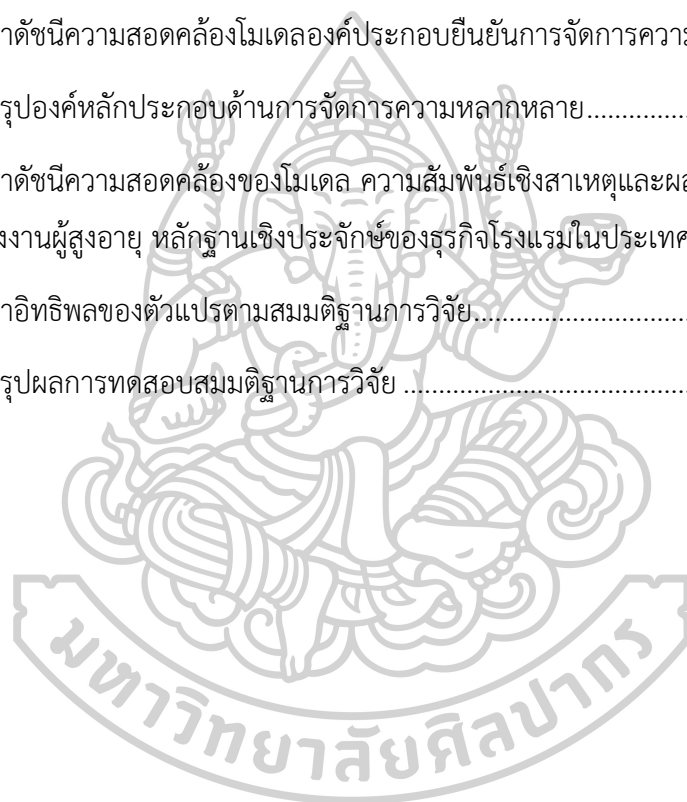 าดัชนีความสอดคล้องโมเดลองค์ประกอบยืนยันการจัดการความ
รุปองค์หลักประกอบด้านการจัดการความหลากหลาย
าดัชนีความสอดคล้องของโมเดล ความสัมพันธ์เชิงสาเหตุและผล
งงานผู้สูงอายุ หลักฐานเชิงประจักษ์ของธุรกิจโรงแรมในประเทศ
าอิทธิพลของตัวแปรตามสมมติฐานการวิจัย
รุปผลการทดสอบสมมติฐานการวิจัย
มหาวิทยาลัยศิลปากร